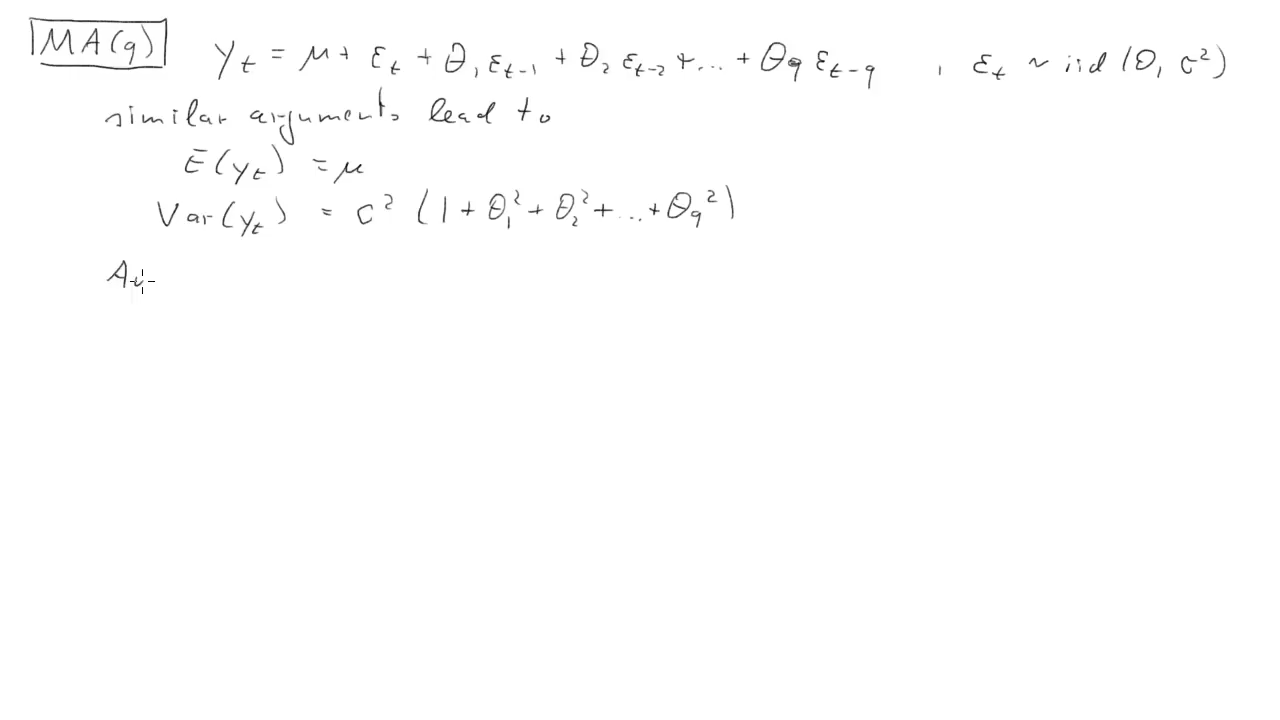 MA(q) y_t = μ + ε_t + θ_1 ε_{t-1} + θ_2 ε_{t-2} + ... + θ_q ε_{t-q} , ε_t ~ iid (0, σ²)
similar arguments lead to
E(y_t) = μ
Var(y_t) = σ² (1 + θ_1² + θ_2² + ... + θ_q²)
Au